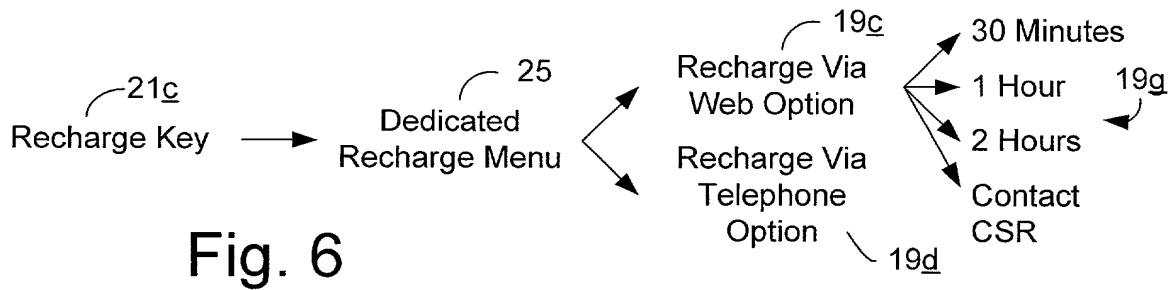 21c
Recharge Key
25
Dedicated
Recharge Menu
19c
Recharge Via
Web Option
Recharge Via
Telephone
Option
19d
30 Minutes
1 Hour
2 Hours
Contact
CSR
19g
Fig. 6